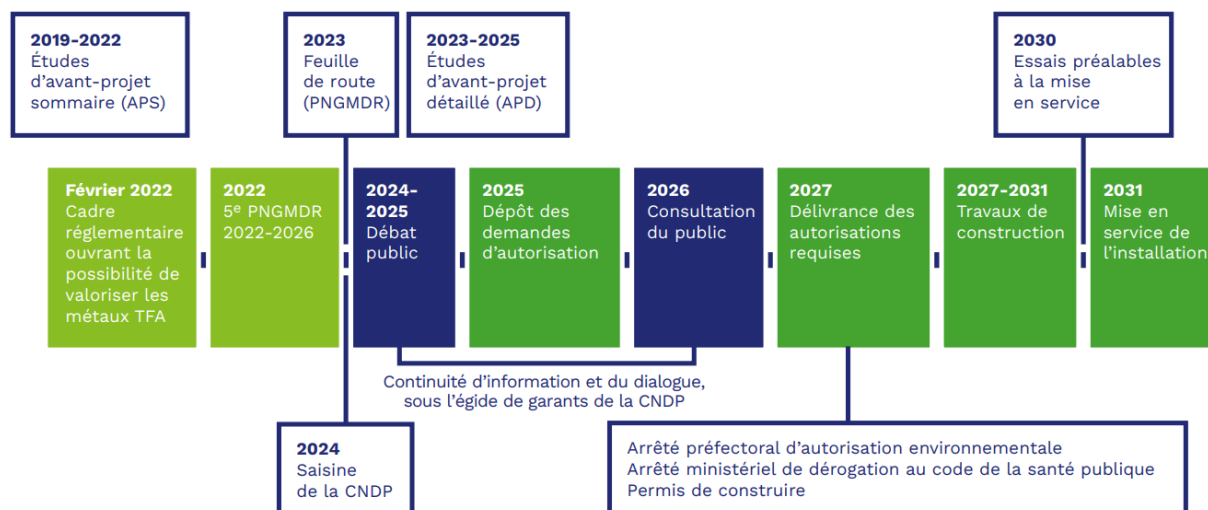 2019-2022
Études
d’avant-projet
sommaire (APS)
2023
Feuille
de route
(PNGMDR)
2023-2025
Études
d’avant-projet
détaillé (APD)
2030
Essais préalables
à la mise
en service
Février 2022
Cadre
réglementaire
ouvrant la
possibilité de
valoriser les
métaux TFA
2022
5e PNGMDR
2022-2026
2024-
2025
Débat
public
2025
Dépôt des
demandes
d’autorisation
2026
Consultation
du public
2027
Délivrance des
autorisations
requises
2027-2031
Travaux de
construction
2031
Mise en
service de
l’installation
Continuité d’information et du dialogue,
sous l’égide de garants de la CNDP
2024
Saisine
de la CNDP
Arrêté préfectoral d’autorisation environnementale
Arrêté ministériel de dérogation au code de la santé publique
Permis de construire